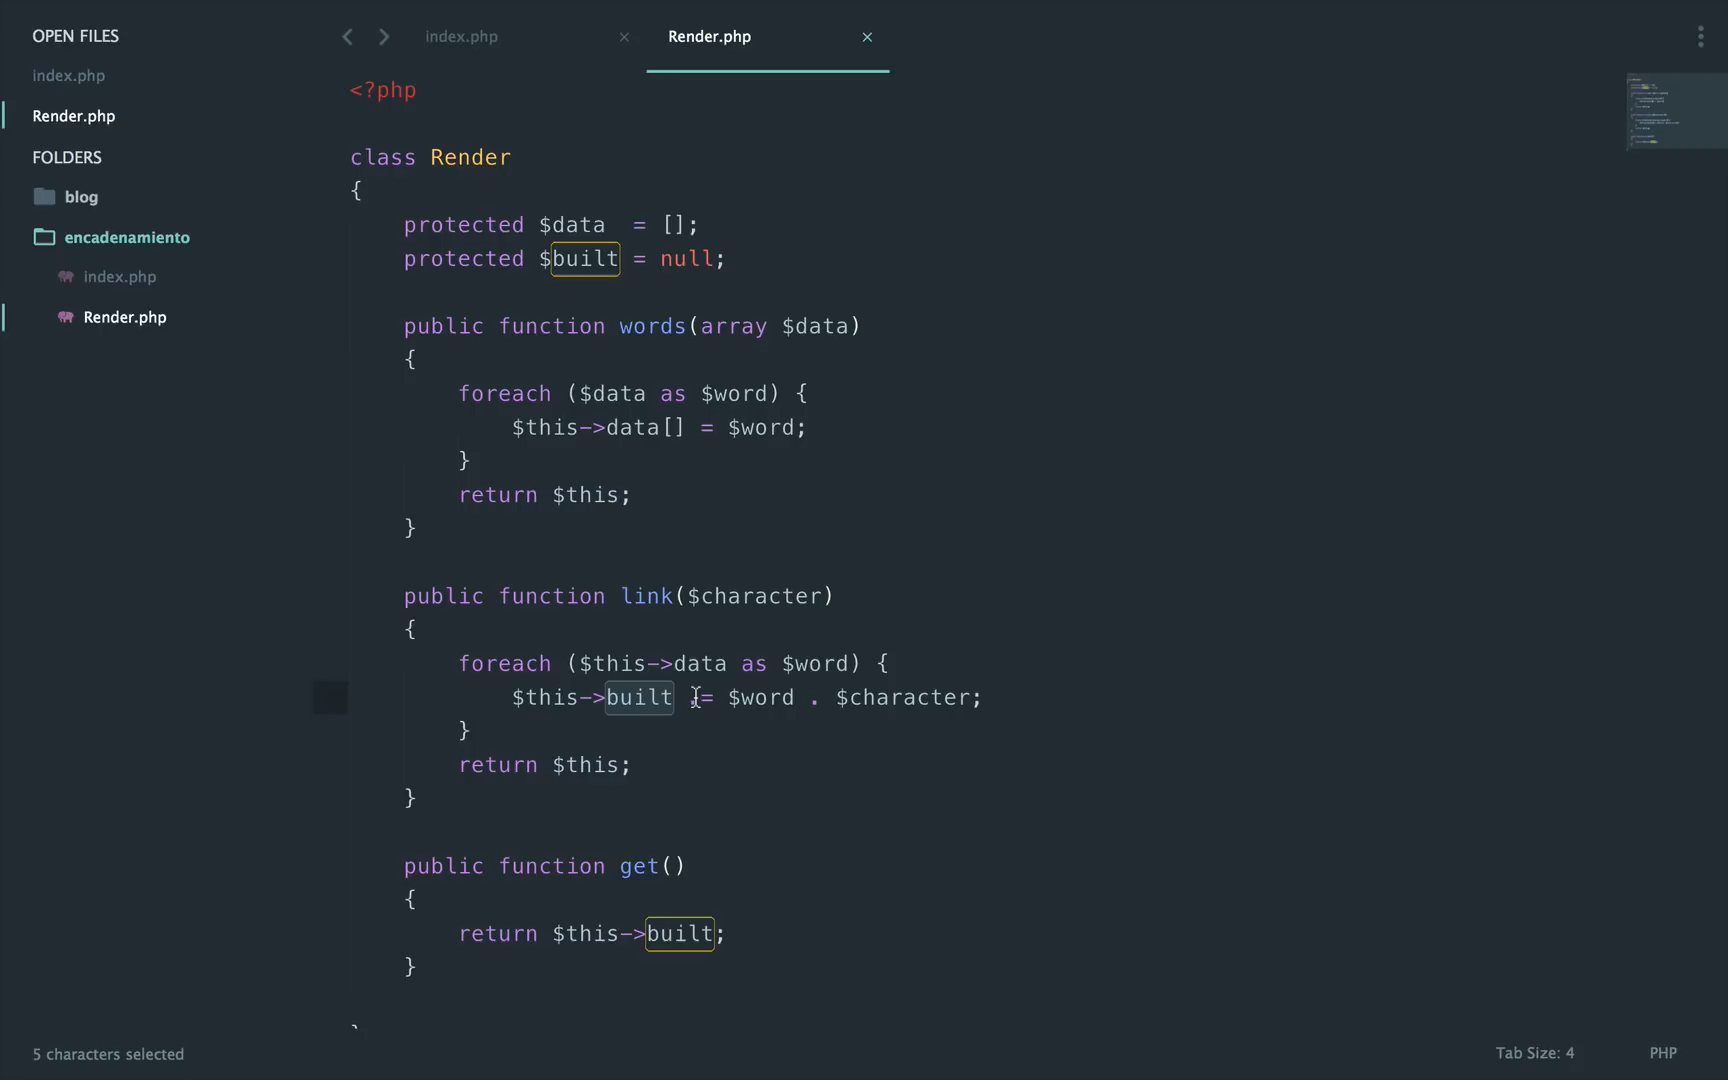 OPEN FILES
index.php
Render.php
FOLDERS
blog
encadenamiento
index.php
Render.php
index.php
Render.php
<?php
class Render
{
protected $data  = [];
protected $built = null;
public function words(array $data)
{
foreach ($data as $word) {
$this->data[] = $word;
}
return $this;
}
public function link($character)
{
foreach ($this->data as $word) {
$this->built .= $word . $character;
}
return $this;
}
public function get()
{
return $this->built;
}
5 characters selected
Tab Size: 4
PHP